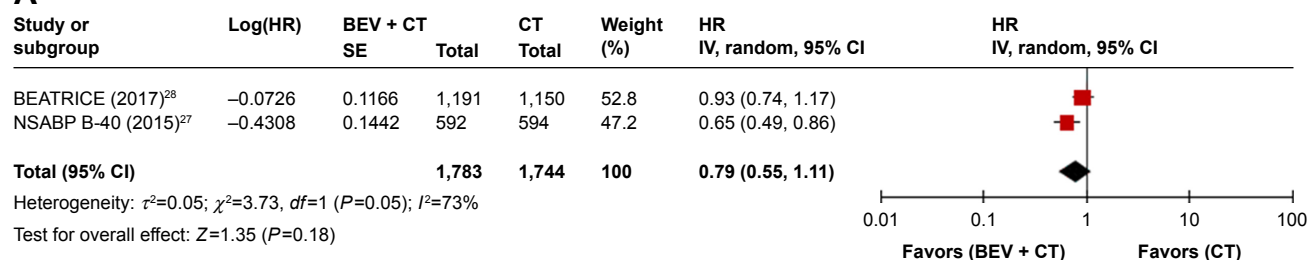 Study or subgroup Log(HR) BEV + CT SE Total CT Total Weight (%) HR IV, random, 95% CI HR IV, random, 95% CI
BEATRICE (2017)²⁸ –0.0726 0.1166 1,191 1,150 52.8 0.93 (0.74, 1.17)
NSABP B-40 (2015)²⁷ –0.4308 0.1442 592 594 47.2 0.65 (0.49, 0.86)
Total (95% CI) 1,783 1,744 100 0.79 (0.55, 1.11)
Heterogeneity: τ²=0.05; χ²=3.73, df=1 (P=0.05); I²=73%
Test for overall effect: Z=1.35 (P=0.18)
0.01 0.1 1 10 100
Favors (BEV + CT) Favors (CT)